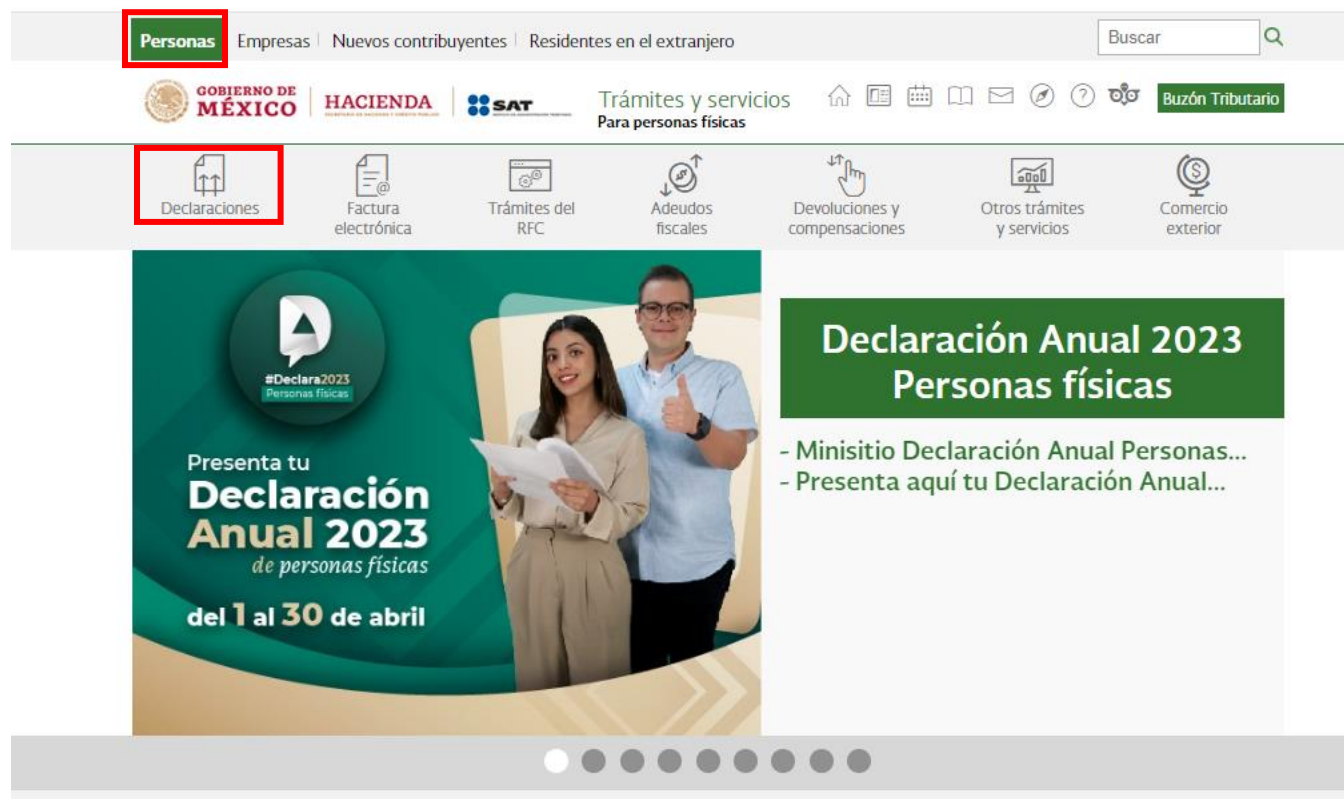 Personas Empresas Nuevos contribuyentes Residentes en el extranjero Buscar
GOBIERNO DE
MÉXICO
HACIENDA
SAT
Trámites y servicios
Para personas físicas
Buzón Tributario
Declaraciones
Factura
electrónica
Trámites del
RFC
Adeudos
fiscales
Devoluciones y
compensaciones
Otros trámites
y servicios
Comercio
exterior
#Declara2023
Personas físicas
Presenta tu
Declaración
Anual 2023
de personas físicas
del 1 al 30 de abril
Declaración Anual 2023
Personas físicas
- Minisitio Declaración Anual Personas...
- Presenta aquí tu Declaración Anual...